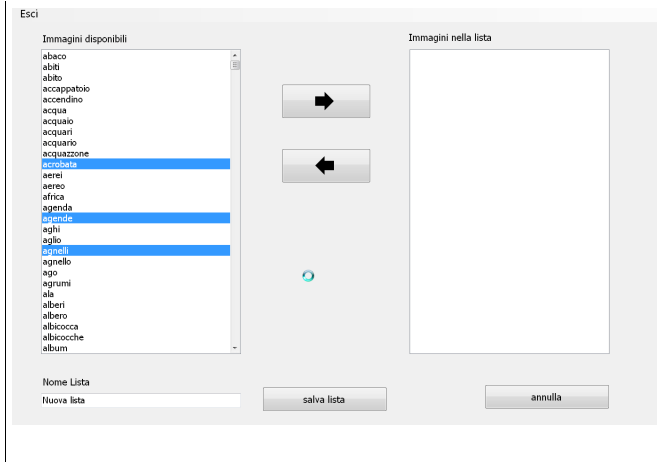 Esci
Immagini disponibili
abaco
abiti
abito
accappatoio
accendino
acqua
acquaio
acquari
acquario
acquazzone
acrobata
aerei
aereo
africa
agenda
agende
aghi
aglio
agnelli
agnello
ago
agrumi
ala
alberi
albero
albicocca
albicocche
album
Immagini nella lista
Nome Lista
Nuova lista
salva lista
annulla